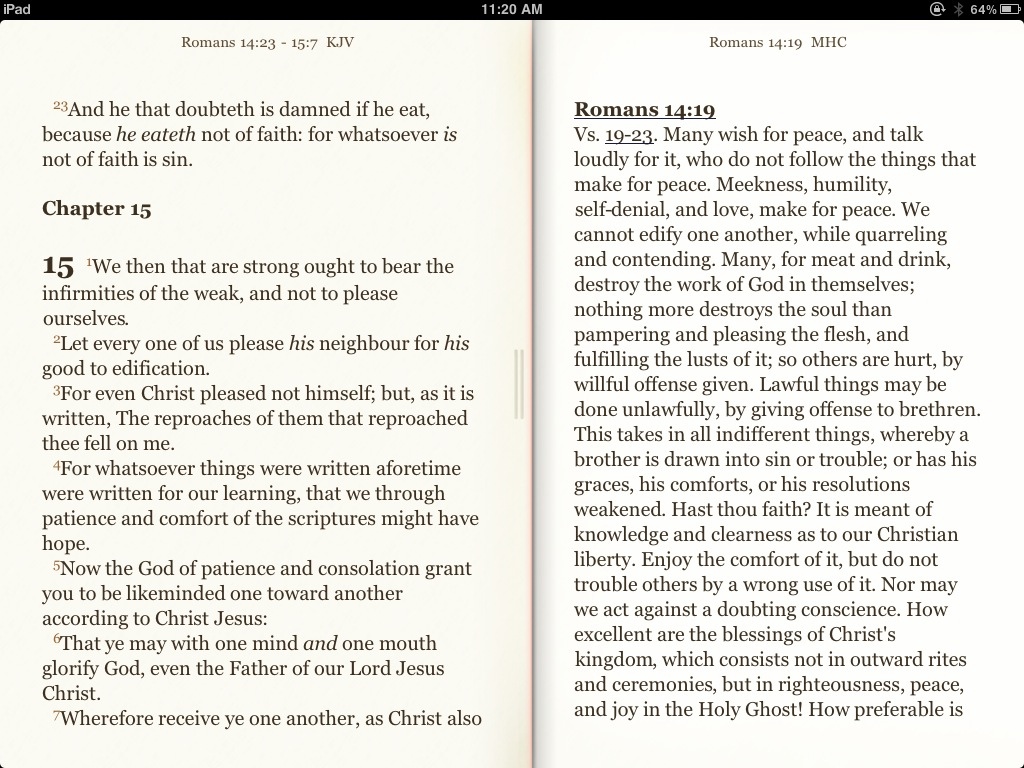 iPad
11:20 AM
64%
Romans 14:23 - 15:7 KJV
23And he that doubteth is damned if he eat,
because he eateth not of faith: for whatsoever is
not of faith is sin.
Chapter 15
15 1We then that are strong ought to bear the
infirmities of the weak, and not to please
ourselves.
2Let every one of us please his neighbour for his
good to edification.
3For even Christ pleased not himself; but, as it is
written, The reproaches of them that reproached
thee fell on me.
4For whatsoever things were written aforetime
were written for our learning, that we through
patience and comfort of the scriptures might have
hope.
5Now the God of patience and consolation grant
you to be likeminded one toward another
according to Christ Jesus:
6That ye may with one mind and one mouth
glorify God, even the Father of our Lord Jesus
Christ.
7Wherefore receive ye one another, as Christ also
Romans 14:19 MHC
Romans 14:19
Vs. 19-23. Many wish for peace, and talk
loudly for it, who do not follow the things that
make for peace. Meekness, humility,
self-denial, and love, make for peace. We
cannot edify one another, while quarreling
and contending. Many, for meat and drink,
destroy the work of God in themselves;
nothing more destroys the soul than
pampering and pleasing the flesh, and
fulfilling the lusts of it; so others are hurt, by
willful offense given. Lawful things may be
done unlawfully, by giving offense to brethren.
This takes in all indifferent things, whereby a
brother is drawn into sin or trouble; or has his
graces, his comforts, or his resolutions
weakened. Hast thou faith? It is meant of
knowledge and clearness as to our Christian
liberty. Enjoy the comfort of it, but do not
trouble others by a wrong use of it. Nor may
we act against a doubting conscience. How
excellent are the blessings of Christ's
kingdom, which consists not in outward rites
and ceremonies, but in righteousness, peace,
and joy in the Holy Ghost! How preferable is